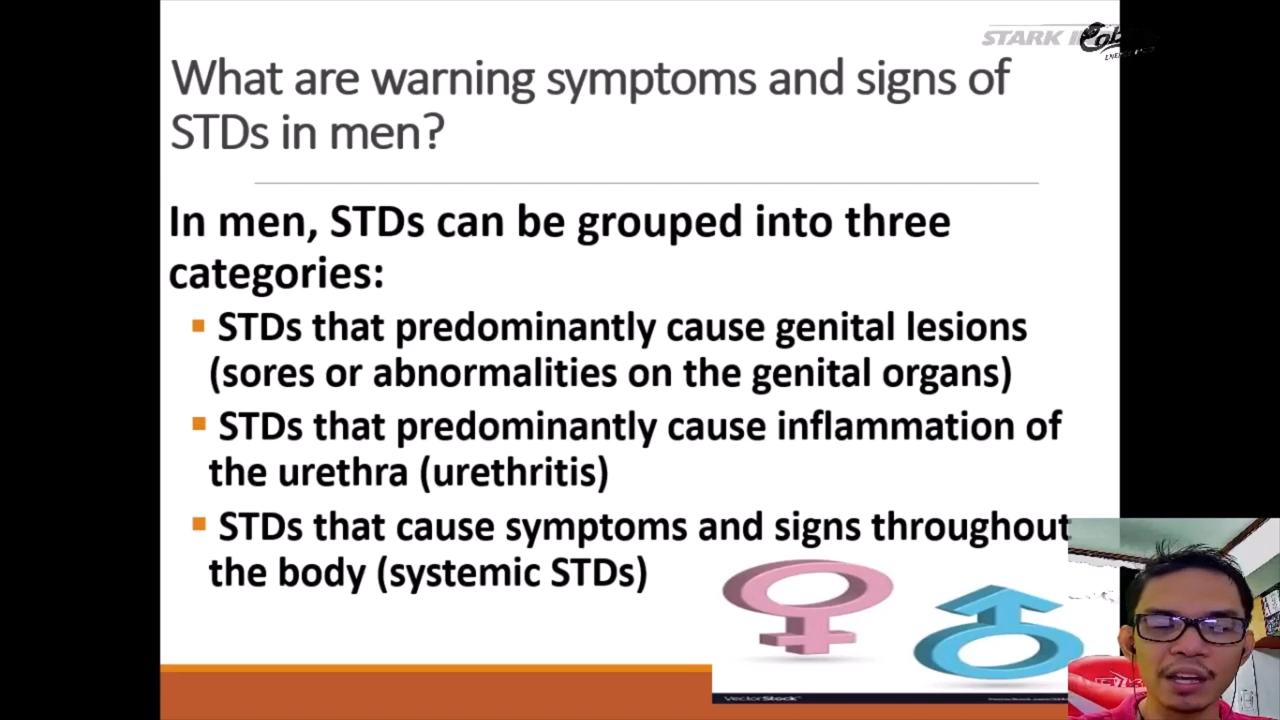 STARK
What are warning symptoms and signs of
STDs in men?
In men, STDs can be grouped into three
categories:
STDs that predominantly cause genital lesions
(sores or abnormalities on the genital organs)
STDs that predominantly cause inflammation of
the urethra (urethritis)
STDs that cause symptoms and signs throughout
the body (systemic STDs)
VectorStock